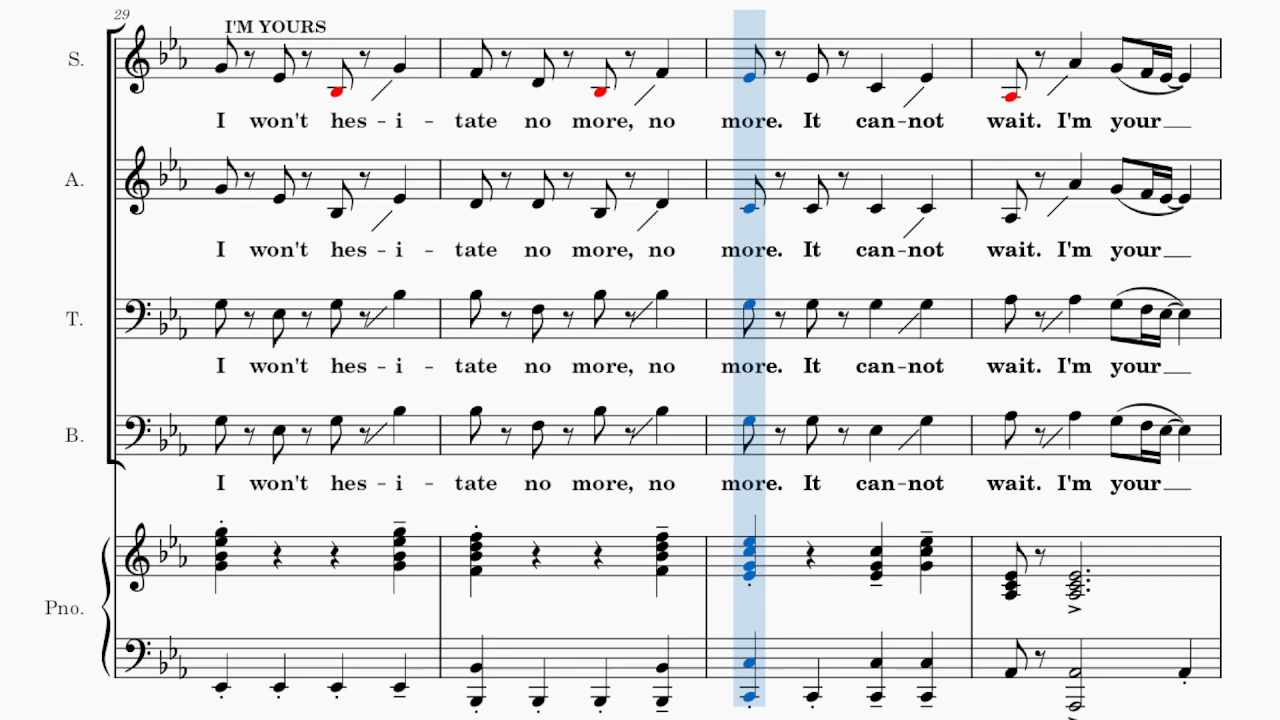 29
I'M YOURS
S.
I won't hes - i - tate no more, no more. It can-not wait. I'm your
A.
I won't hes - i - tate no more, no more. It can-not wait. I'm your
T.
I won't hes - i - tate no more, no more. It can-not wait. I'm your
B.
I won't hes - i - tate no more, no more. It can-not wait. I'm your
Pno.